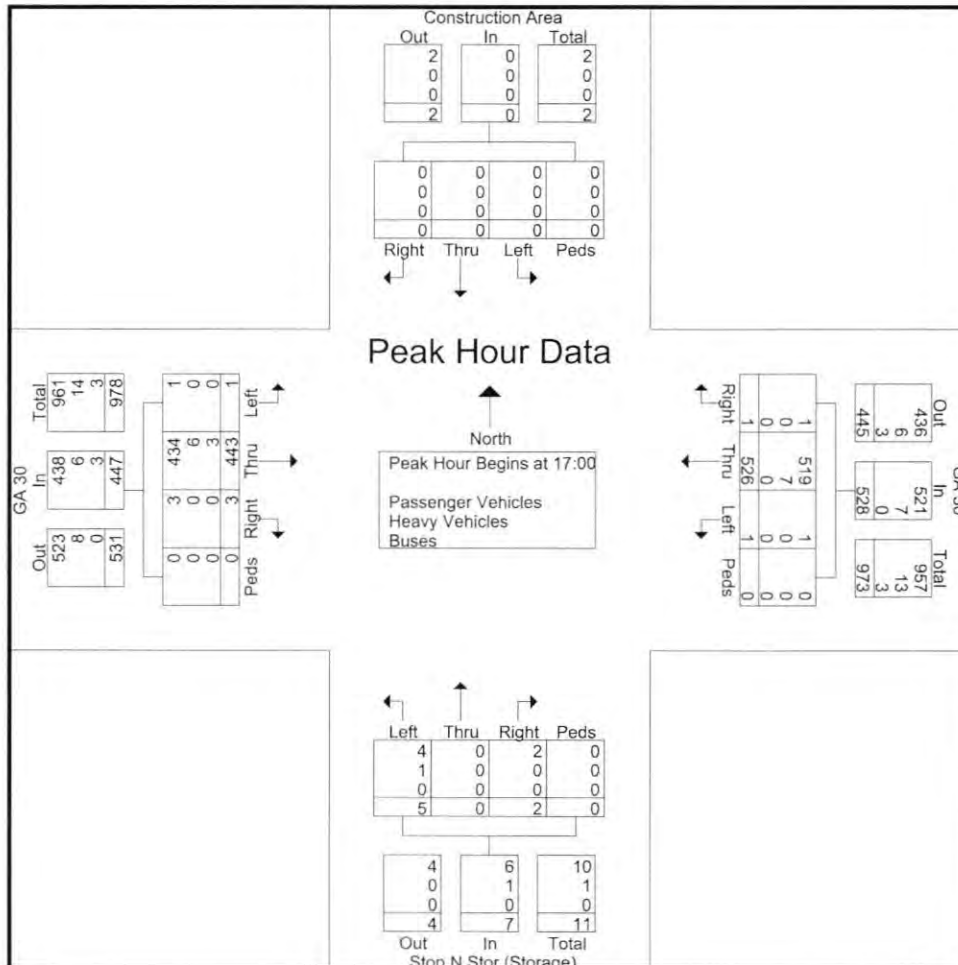 Construction Area
Out In Total
2 0 2
0 0 0
0 0 0
2 0 2
0 0 0 0
0 0 0 0
0 0 0 0
0 0 0 0
Right Thru Left Peds
Peak Hour Data
North
Peak Hour Begins at 17:00
Passenger Vehicles
Heavy Vehicles
Buses
GA 30
Total In Out
961 438 523
14 6 8
3 3 0
978 447 531
1 434 3 0
0 6 0 0
0 3 0 0
1 443 3 0
Left Thru Right Peds
Out In Total
436 521 957
6 7 13
3 0 3
445 528 973
1 519 1 0
0 7 0 0
0 0 0 0
1 526 1 0
Right Thru Left Peds
Left Thru Right Peds
4 0 2 0
1 0 0 0
0 0 0 0
5 0 2 0
4 6 10
0 1 1
0 0 0
4 7 11
Out In Total
Stop N Stor (Storage)